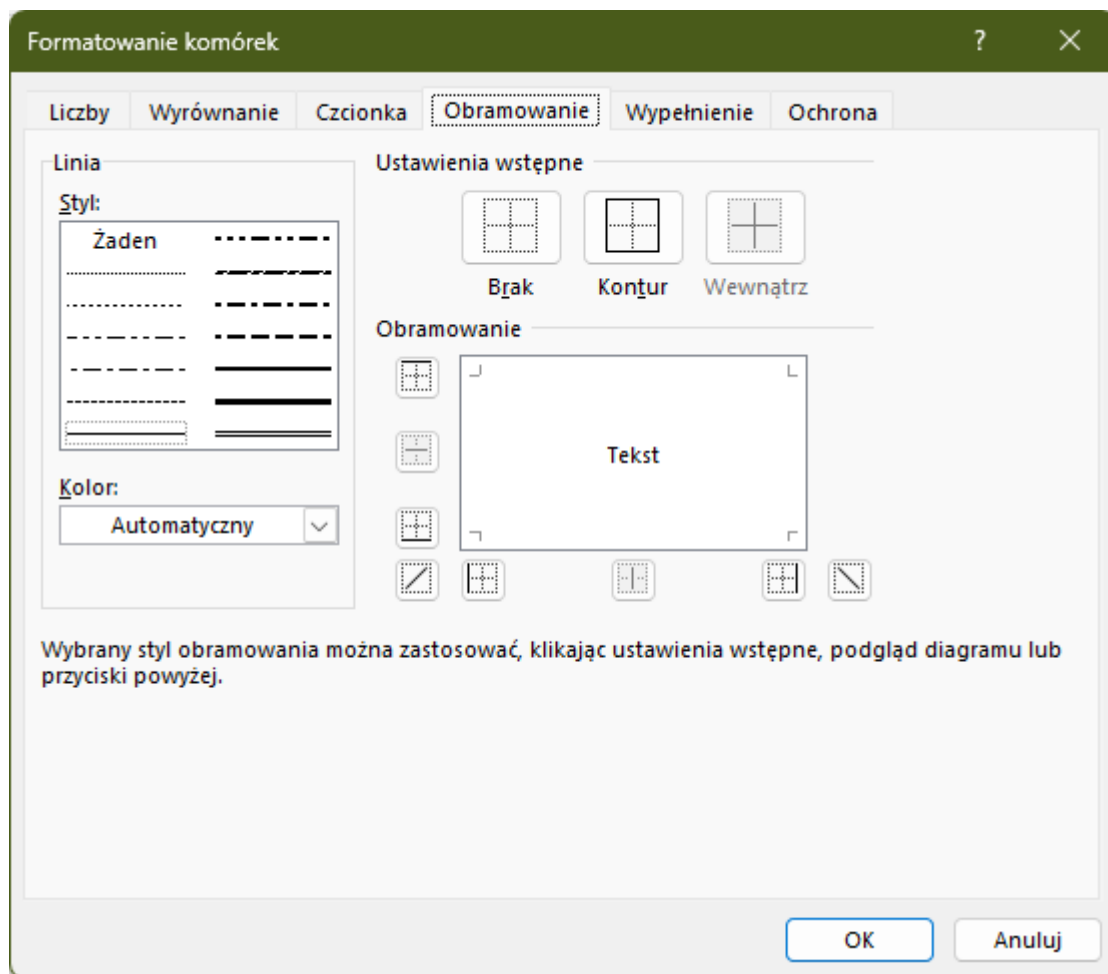 Formatowanie komórek
?
Liczby Wyrównanie Czcionka Obramowanie Wypełnienie Ochrona
Linia
Styl:
Żaden
Kolor:
Automatyczny
Ustawienia wstępne
Brak Kontur Wewnątrz
Obramowanie
Tekst
Wybrany styl obramowania można zastosować, klikając ustawienia wstępne, podgląd diagramu lub
przyciski powyżej.
OK Anuluj